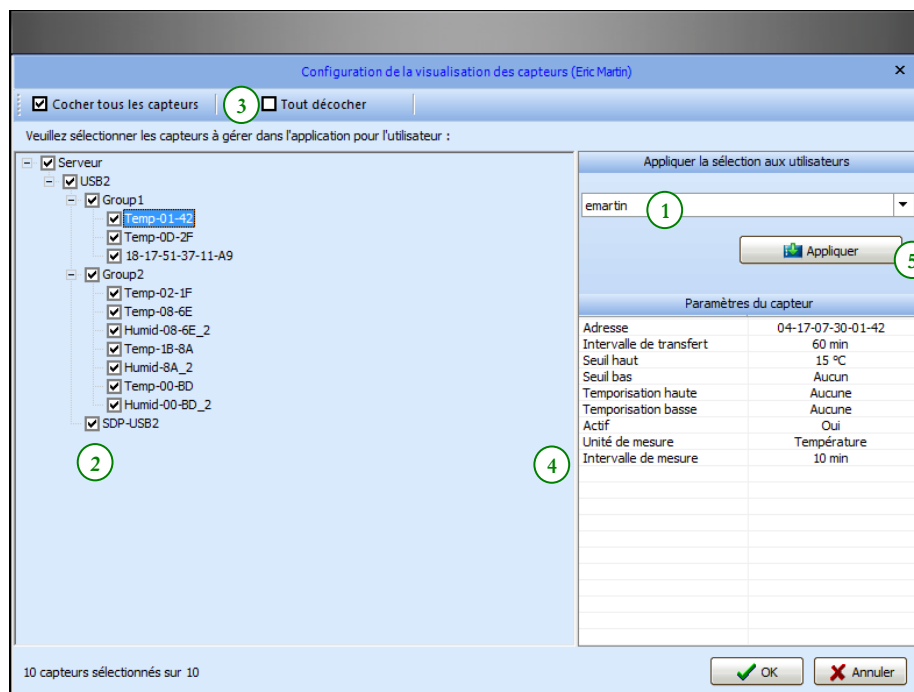 Configuration de la visualisation des capteurs (Eric Martin)
Cocher tous les capteurs 3 Tout décocher
Veuillez sélectionner les capteurs à gérer dans l'application pour l'utilisateur :
Serveur
USB2
Group1
Temp-01-42
Temp-0D-2F
18-17-51-37-11-A9
Group2
Temp-02-1F
Temp-08-6E
Humid-08-6E_2
Temp-1B-8A
Humid-8A_2
Temp-00-BD
Humid-00-BD_2
SDP-USB2
2
Appliquer la sélection aux utilisateurs
emartin 1
Appliquer 5
Paramètres du capteur
Adresse 04-17-07-30-01-42
Intervalle de transfert 60 min
Seuil haut 15 ºC
Seuil bas Aucun
Temporisation haute Aucune
Temporisation basse Aucune
Actif Oui
Unité de mesure Température
4 Intervalle de mesure 10 min
10 capteurs sélectionnés sur 10
OK Annuler